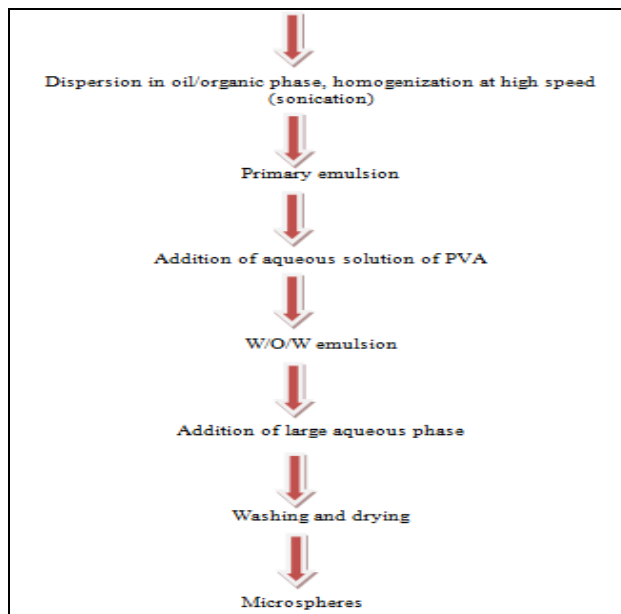 Dispersion in oil/organic phase, homogenization at high speed
(sonication)
Primary emulsion
Addition of aqueous solution of PVA
W/O/W emulsion
Addition of large aqueous phase
Washing and drying
Microspheres